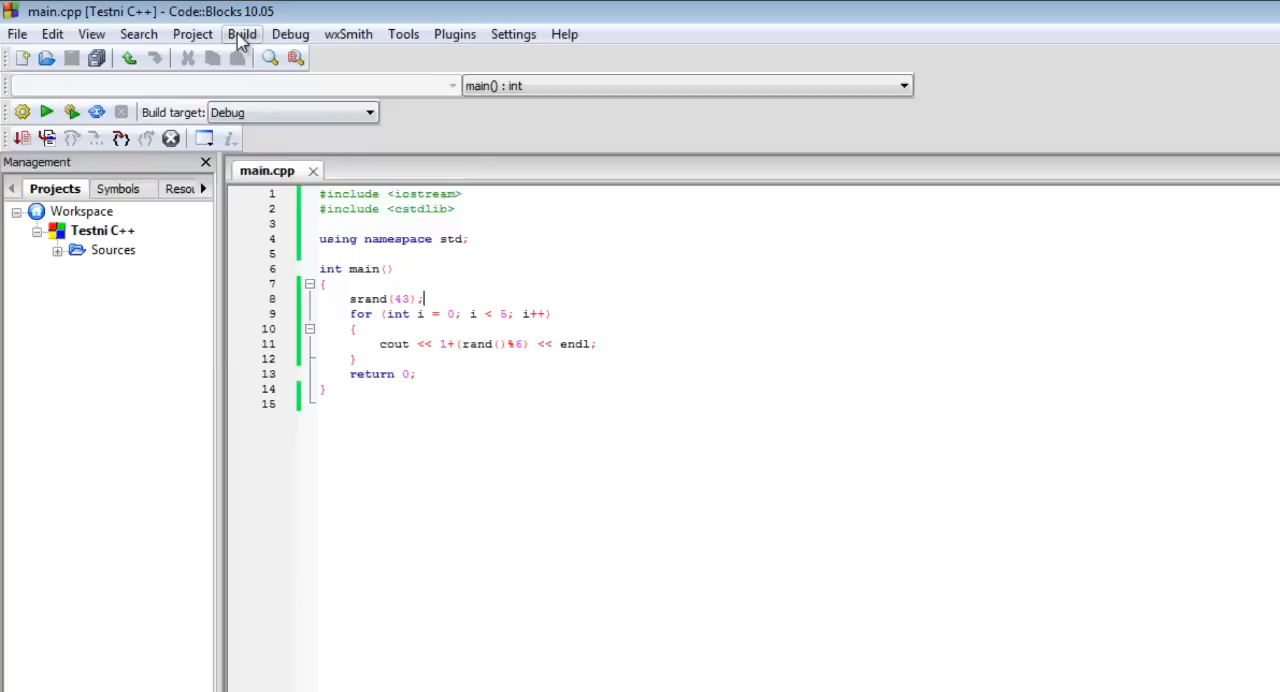 main.cpp [Testni C++] - Code::Blocks 10.05
File Edit View Search Project Build Debug wxSmith Tools Plugins Settings Help
main() : int
Build target: Debug
Management
main.cpp
Projects Symbols Resou
Workspace
Testni C++
Sources
1 #include <iostream>
2 #include <cstdlib>
3
4 using namespace std;
5
6 int main()
7 {
8 srand(43);
9 for (int i = 0; i < 5; i++)
10 {
11 cout << 1+(rand()%6) << endl;
12 }
13 return 0;
14 }
15